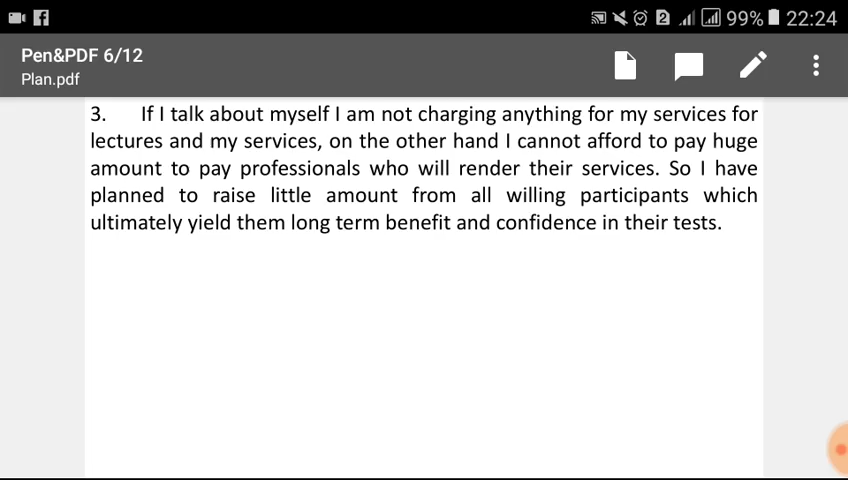 99% 22:24
Pen&PDF 6/12
Plan.pdf
3. If I talk about myself I am not charging anything for my services for
lectures and my services, on the other hand I cannot afford to pay huge
amount to pay professionals who will render their services. So I have
planned to raise little amount from all willing participants which
ultimately yield them long term benefit and confidence in their tests.